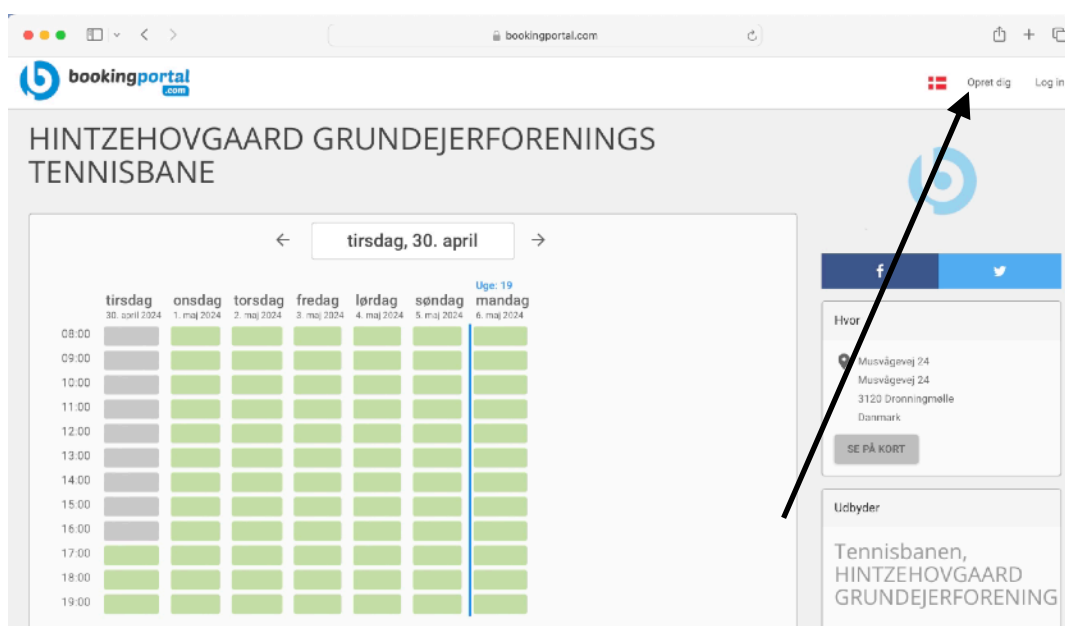 bookingportal.com
bookingportal
.com
Opret dig
Log in
HINTZEHOVGAARD GRUNDEJERFORENINGS
TENNISBANE
tirsdag, 30. april
Uge: 19
tirsdag onsdag torsdag fredag lørdag søndag mandag
30. april 2024 1. maj 2024 2. maj 2024 3. maj 2024 4. maj 2024 5. maj 2024 6. maj 2024
08:00
09:00
10:00
11:00
12:00
13:00
14:00
15:00
16:00
17:00
18:00
19:00
f
Hvor
Musvågevej 24
Musvågevej 24
3120 Dronningmølle
Danmark
SE PÅ KORT
Udbyder
Tennisbanen,
HINTZEHOVGAARD
GRUNDEJERFORENING